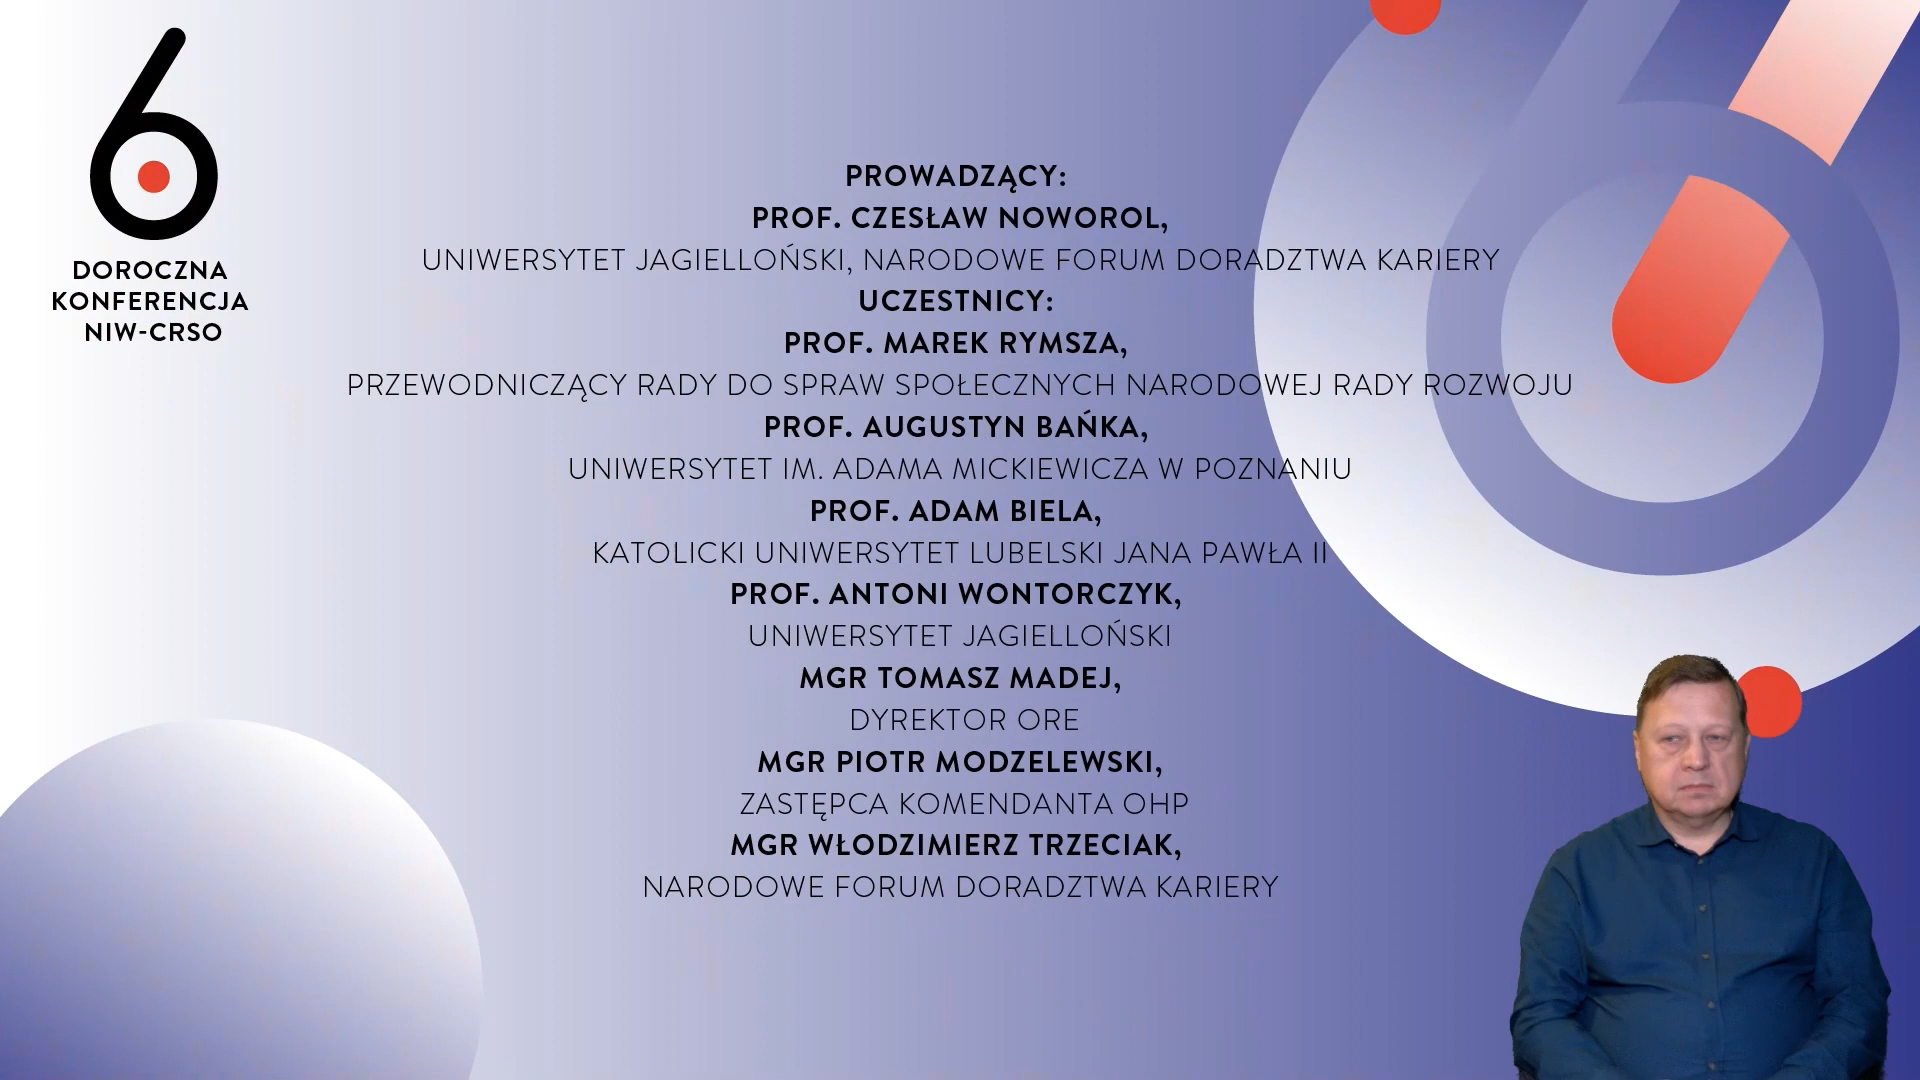 6
DOROCZNA
KONFERENCJA
NIW-CRSO
PROWADZĄCY:
PROF. CZESŁAW NOWOROL,
UNIWERSYTET JAGIELLOŃSKI, NARODOWE FORUM DORADZTWA KARIERY
UCZESTNICY:
PROF. MAREK RYMSZA,
PRZEWODNICZĄCY RADY DO SPRAW SPOŁECZNYCH NARODOWEJ RADY ROZWOJU
PROF. AUGUSTYN BAŃKA,
UNIWERSYTET IM. ADAMA MICKIEWICZA W POZNANIU
PROF. ADAM BIELA,
KATOLICKI UNIWERSYTET LUBELSKI JANA PAWŁA II
PROF. ANTONI WONTORCZYK,
UNIWERSYTET JAGIELLOŃSKI
MGR TOMASZ MADEJ,
DYREKTOR ORE
MGR PIOTR MODZELEWSKI,
ZASTĘPCA KOMENDANTA OHP
MGR WŁODZIMIERZ TRZECIAK,
NARODOWE FORUM DORADZTWA KARIERY